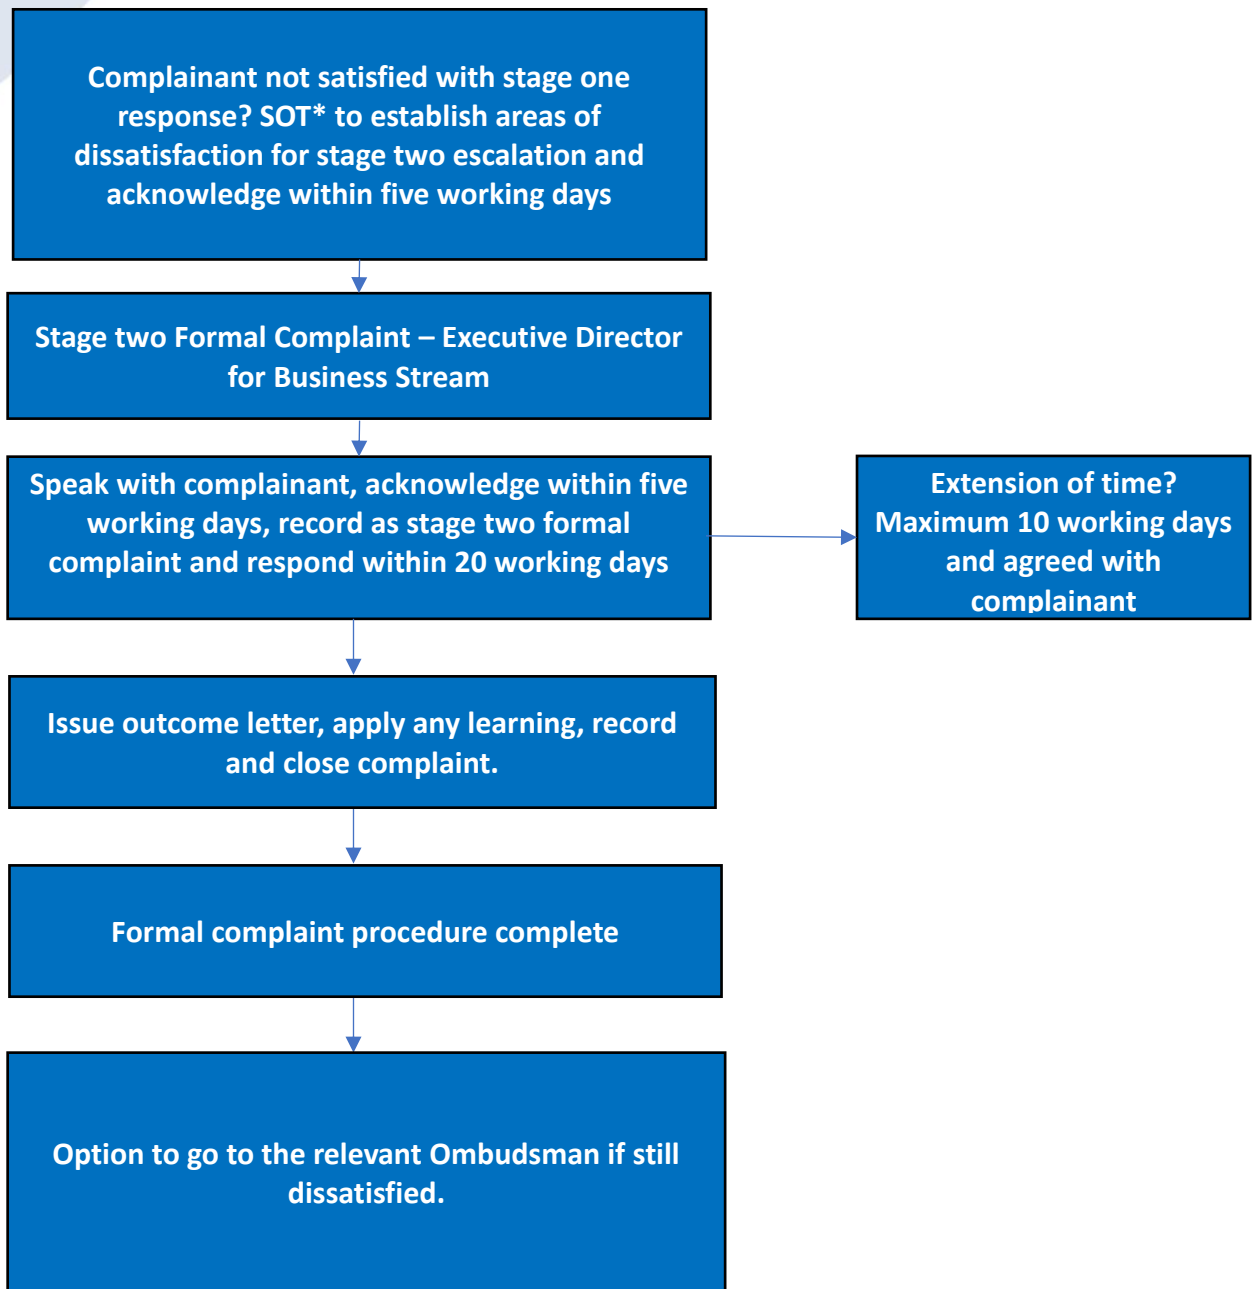 Complainant not satisfied with stage one
response? SOT* to establish areas of
dissatisfaction for stage two escalation and
acknowledge within five working days
Stage two Formal Complaint – Executive Director
for Business Stream
Speak with complainant, acknowledge within five
working days, record as stage two formal
complaint and respond within 20 working days
Extension of time?
Maximum 10 working days
and agreed with
complainant
Issue outcome letter, apply any learning, record
and close complaint.
Formal complaint procedure complete
Option to go to the relevant Ombudsman if still
dissatisfied.